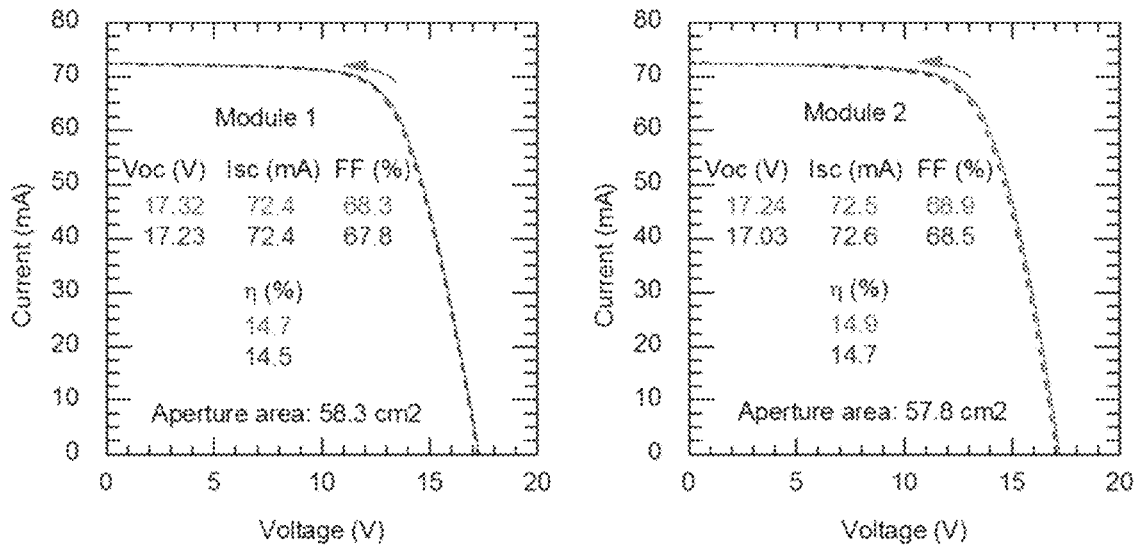 80
70
60
50
40
30
20
10
0
Current (mA)
Module 1
Voc (V) Isc (mA) FF (%)
17.32 72.4 68.3
17.23 72.4 67.8
η (%)
14.7
14.5
Aperture area: 58.3 cm2
0 5 10 15 20
Voltage (V)
80
70
60
50
40
30
20
10
0
Current (mA)
Module 2
Voc (V) Isc (mA) FF (%)
17.24 72.5 68.9
17.03 72.6 68.5
η (%)
14.9
14.7
Aperture area: 57.8 cm2
0 5 10 15 20
Voltage (V)